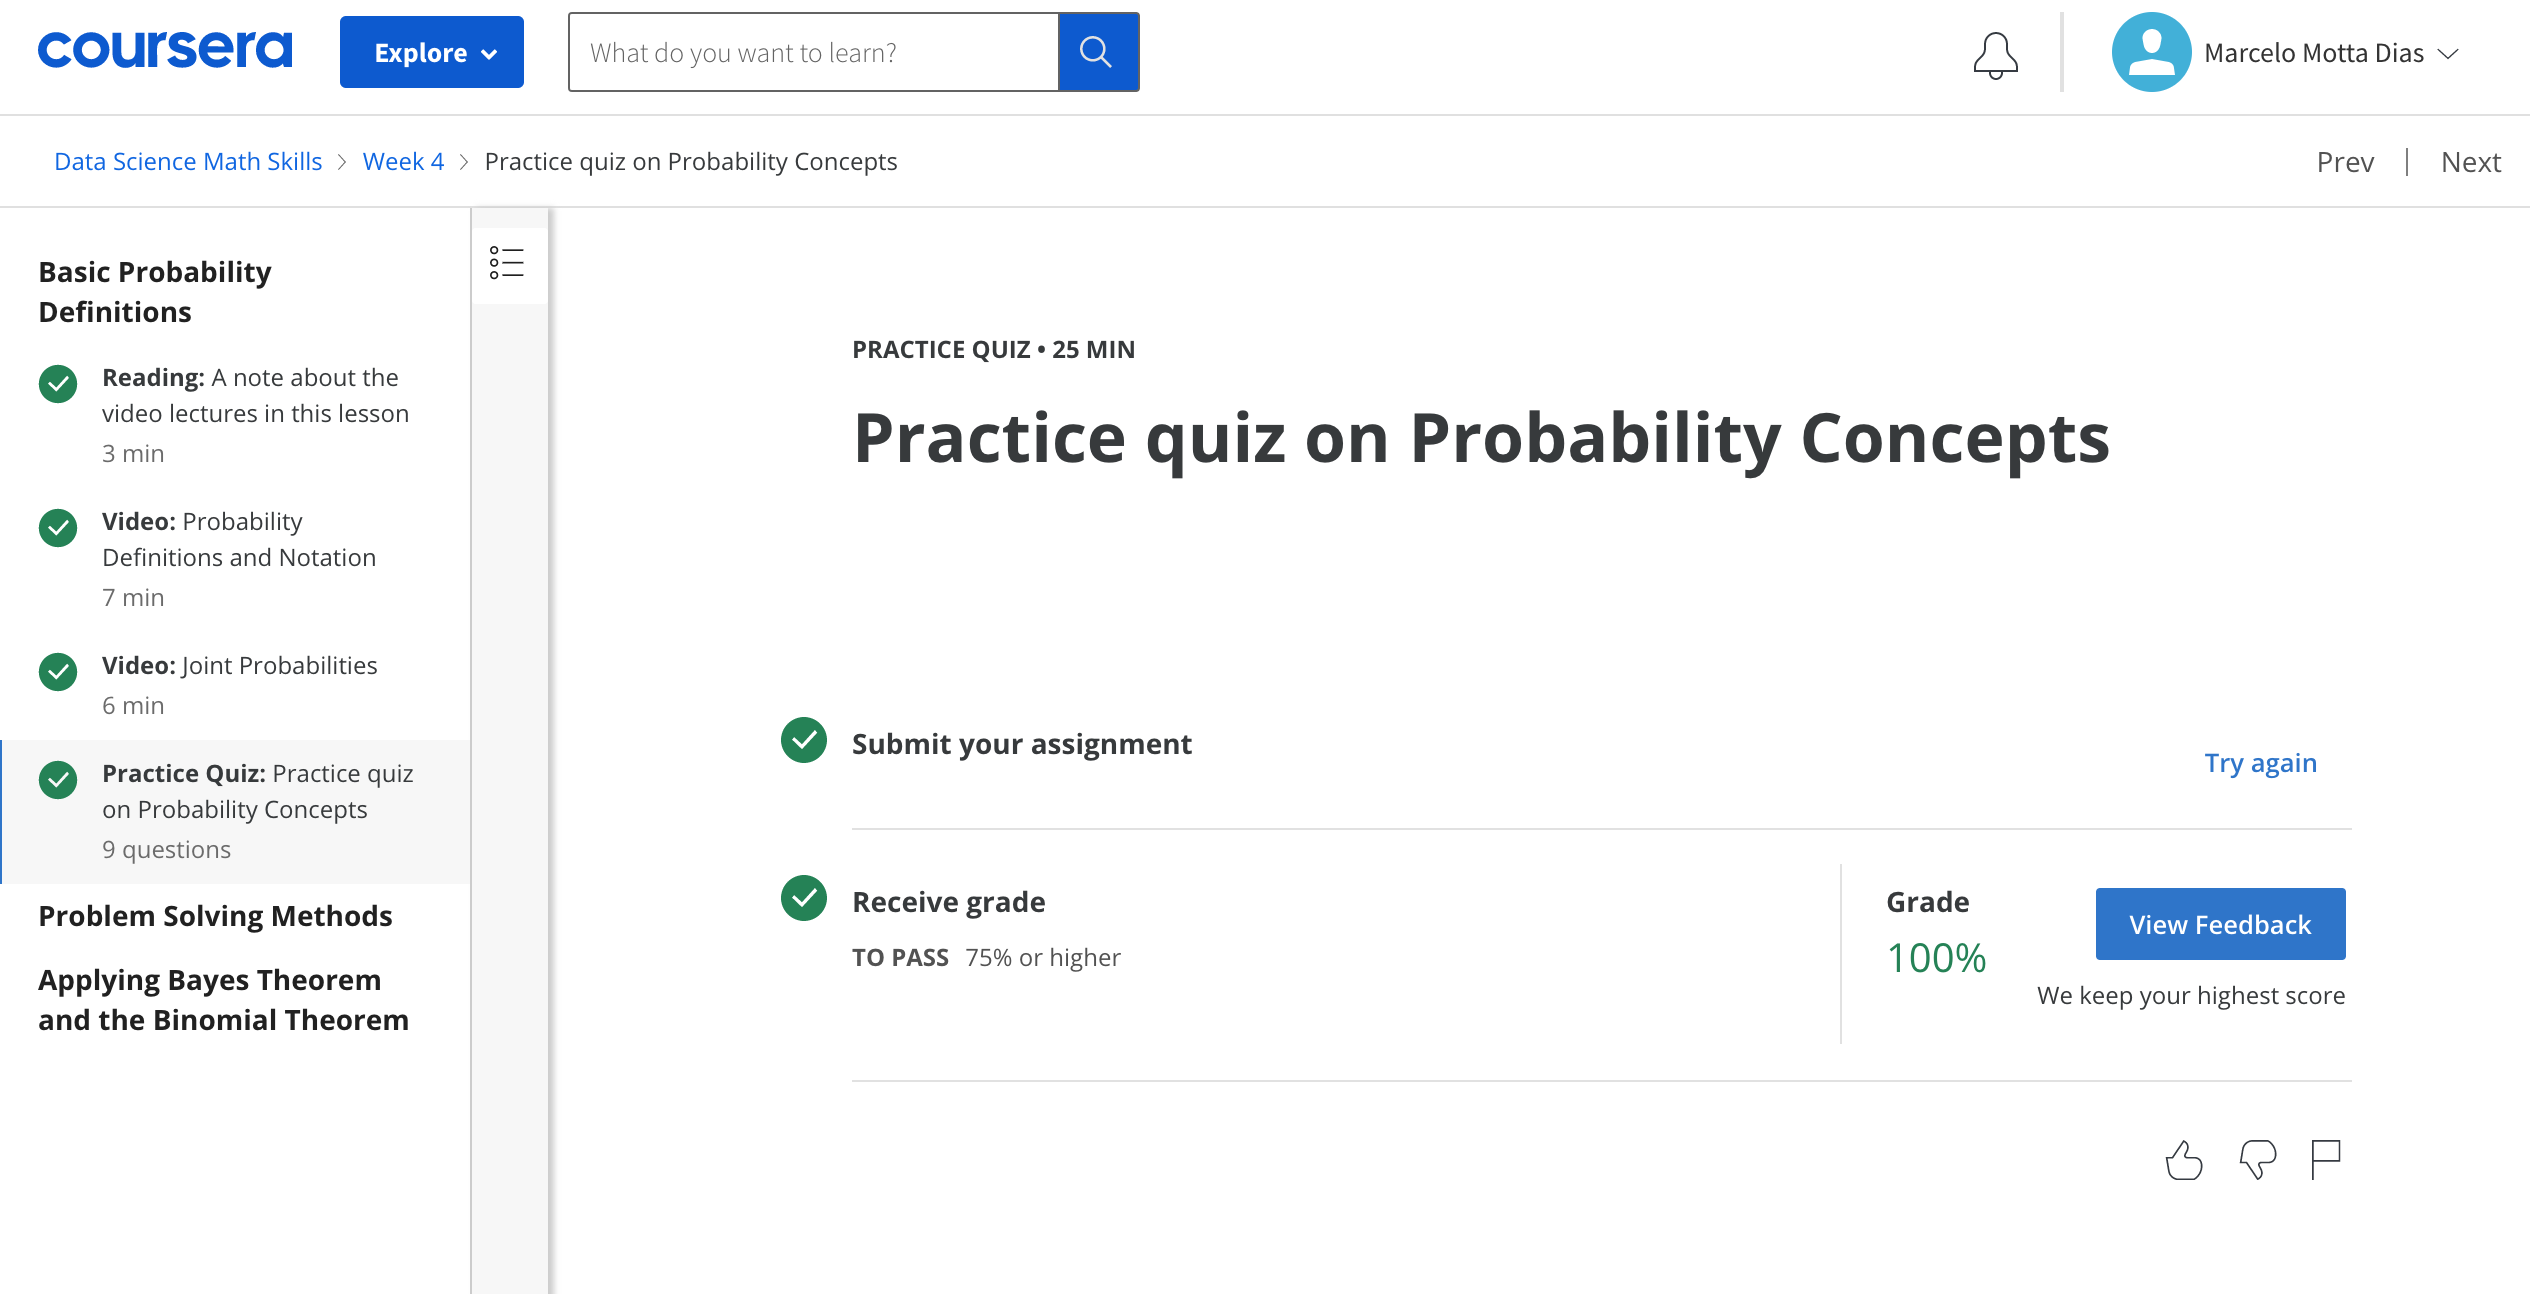 coursera
Explore
What do you want to learn?
Marcelo Motta Dias
Data Science Math Skills > Week 4 > Practice quiz on Probability Concepts
Prev | Next
Basic Probability
Definitions
Reading: A note about the
video lectures in this lesson
3 min
Video: Probability
Definitions and Notation
7 min
Video: Joint Probabilities
6 min
Practice Quiz: Practice quiz
on Probability Concepts
9 questions
Problem Solving Methods
Applying Bayes Theorem
and the Binomial Theorem
PRACTICE QUIZ • 25 MIN
Practice quiz on Probability Concepts
Submit your assignment
Try again
Receive grade
TO PASS 75% or higher
Grade
100%
View Feedback
We keep your highest score